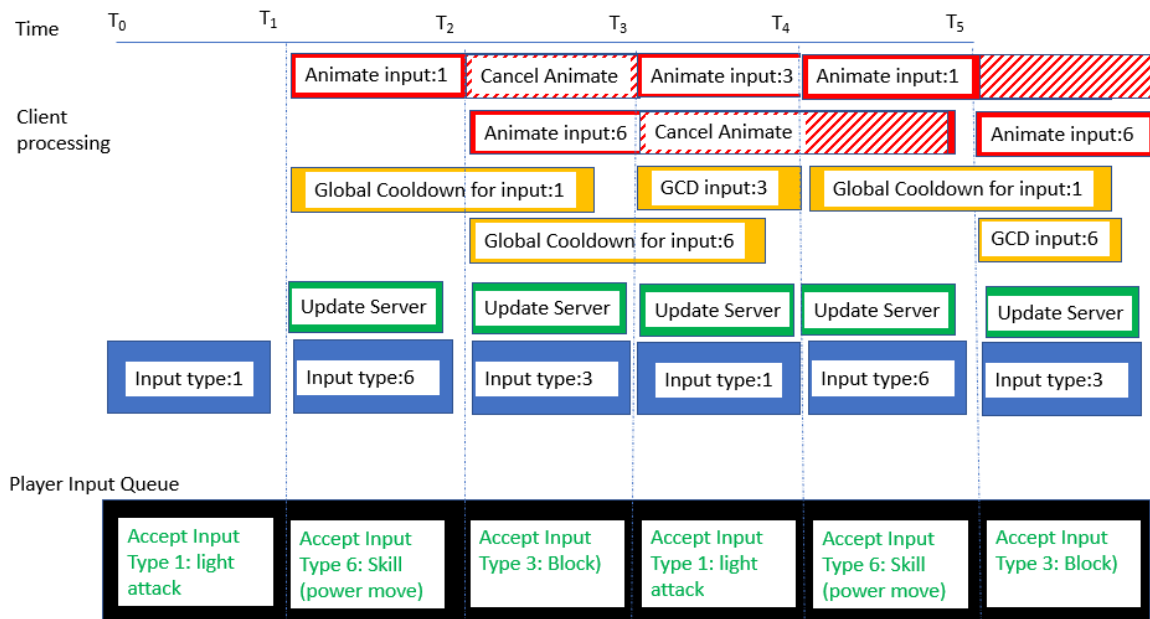 T0 T1 T2 T3 T4 T5
Time
Animate input:1 Cancel Animate Animate input:3 Animate input:1
Client
processing
Animate input:6 Cancel Animate Animate input:6
Global Cooldown for input:1 GCD input:3 Global Cooldown for input:1
Global Cooldown for input:6 GCD input:6
Update Server Update Server Update Server Update Server Update Server
Input type:1 Input type:6 Input type:3 Input type:1 Input type:6 Input type:3
Player Input Queue
Accept Input Accept Input Accept Input Accept Input Accept Input Accept Input
Type 1: light Type 6: Skill Type 3: Block) Type 1: light Type 6: Skill Type 3: Block)
attack (power move) attack (power move)